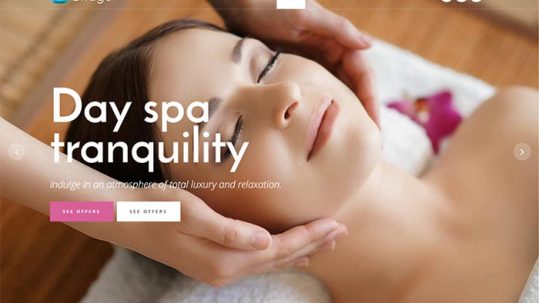 Day spa
tranquility
Indulge in an atmosphere of total luxury and relaxation.
SEE OFFERS
SEE OFFERS